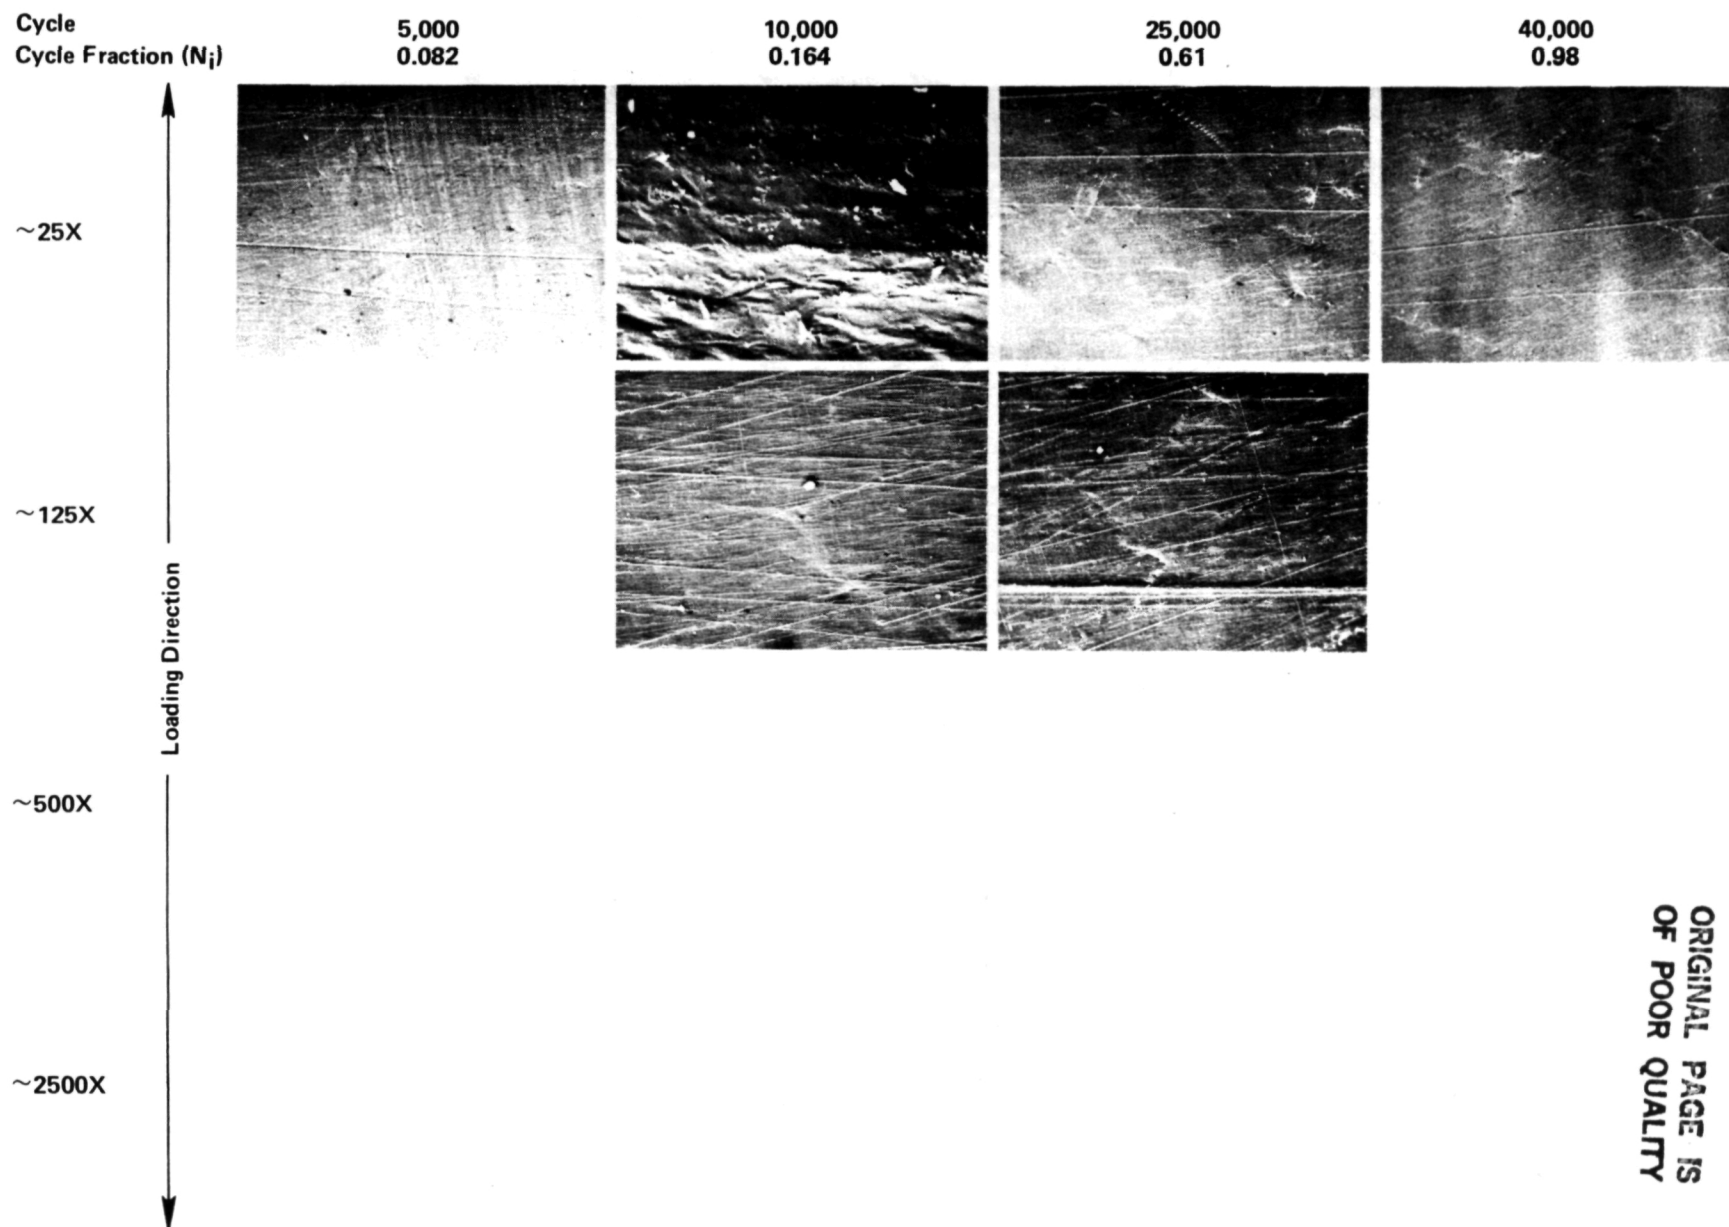 Cycle 5,000 10,000 25,000 40,000
Cycle Fraction (Ni) 0.082 0.164 0.61 0.98
~25X
~125X
Loading Direction
~500X
~2500X
ORIGINAL PAGE IS
OF POOR QUALITY